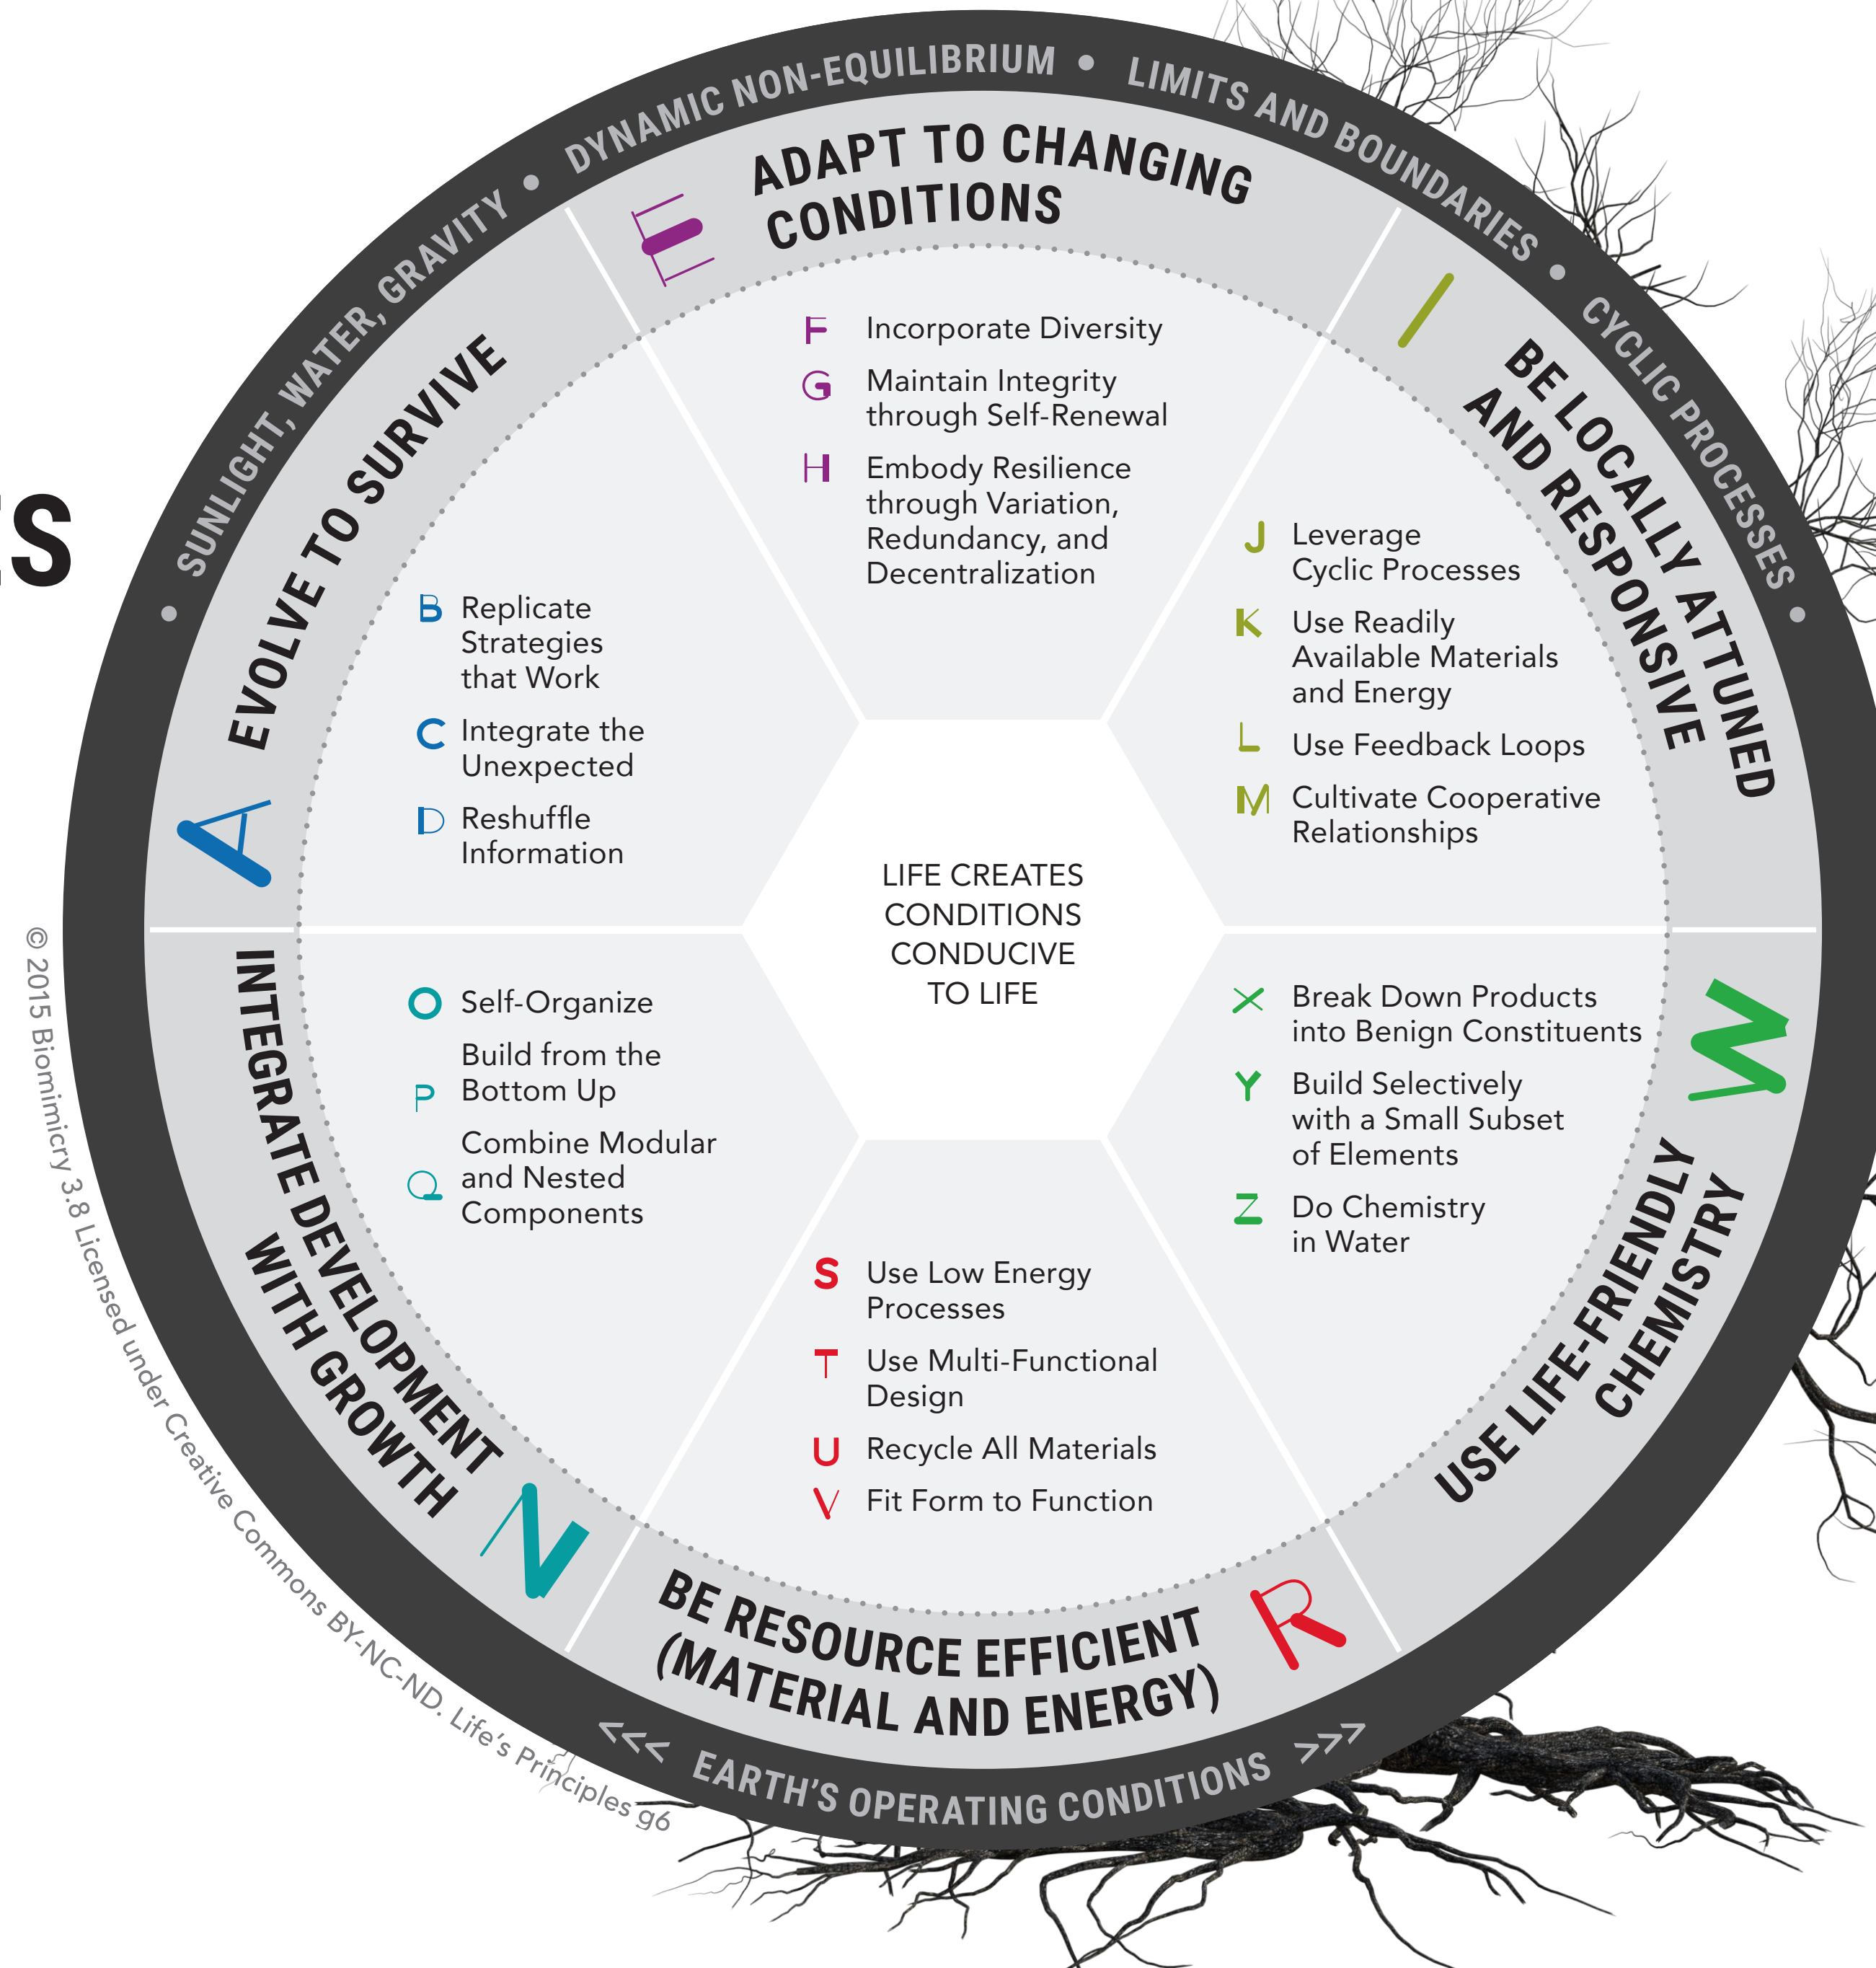 ES
• SUNLIGHT, WATER, GRAVITY • DYNAMIC NON-EQUILIBRIUM • LIMITS AND BOUNDARIES • CYCLIC PROCESSES •
A
EVOLVE TO SURVIVE
B Replicate
Strategies
that Work
C Integrate the
Unexpected
D Reshuffle
Information
E
ADAPT TO CHANGING
CONDITIONS
F Incorporate Diversity
G Maintain Integrity
through Self-Renewal
H Embody Resilience
through Variation,
Redundancy, and
Decentralization
I
BE LOCALLY ATTUNED
AND RESPONSIVE
J Leverage
Cyclic Processes
K Use Readily
Available Materials
and Energy
L Use Feedback Loops
M Cultivate Cooperative
Relationships
LIFE CREATES
CONDITIONS
CONDUCIVE
TO LIFE
INTEGRATE DEVELOPMENT
WITH GROWTH
N
O Self-Organize
Build from the
P Bottom Up
Combine Modular
Q and Nested
Components
BE RESOURCE EFFICIENT
(MATERIAL AND ENERGY)
R
S Use Low Energy
Processes
T Use Multi-Functional
Design
U Recycle All Materials
V Fit Form to Function
W
USE LIFE-FRIENDLY
CHEMISTRY
X Break Down Products
into Benign Constituents
Y Build Selectively
with a Small Subset
of Elements
Z Do Chemistry
in Water
<<< EARTH'S OPERATING CONDITIONS >>>
© 2015 Biomimicry 3.8 Licensed under Creative Commons BY-NC-ND. Life's Principles g6